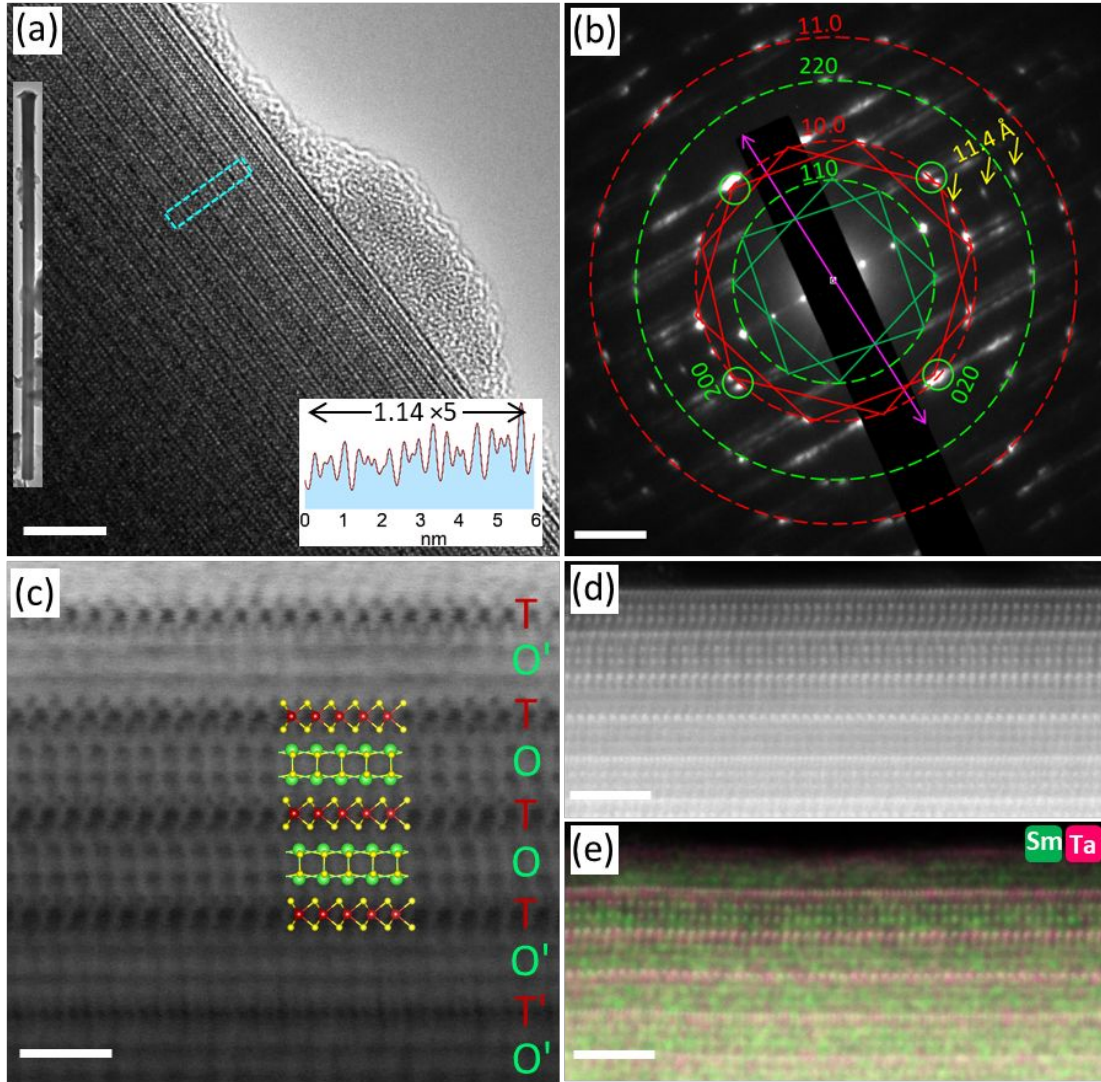 (a)
1.14 ×5
0 1 2 3 4 5 6
nm
(b)
11.0
220
10.0
110
11.4 Å
200
020
(c)
T
O'
T
O
T
O
T
O'
T'
O'
(d)
(e)
Sm Ta